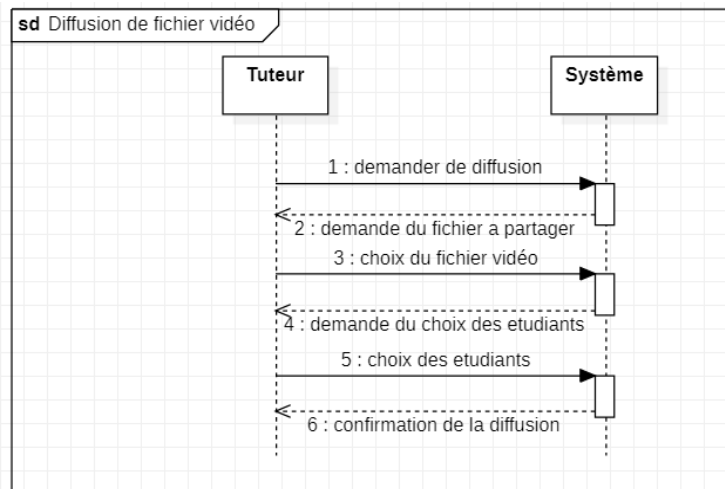 sd Diffusion de fichier vidéo
Tuteur
Système
1 : demander de diffusion
2 : demande du fichier a partager
3 : choix du fichier vidéo
4 : demande du choix des etudiants
5 : choix des etudiants
6 : confirmation de la diffusion